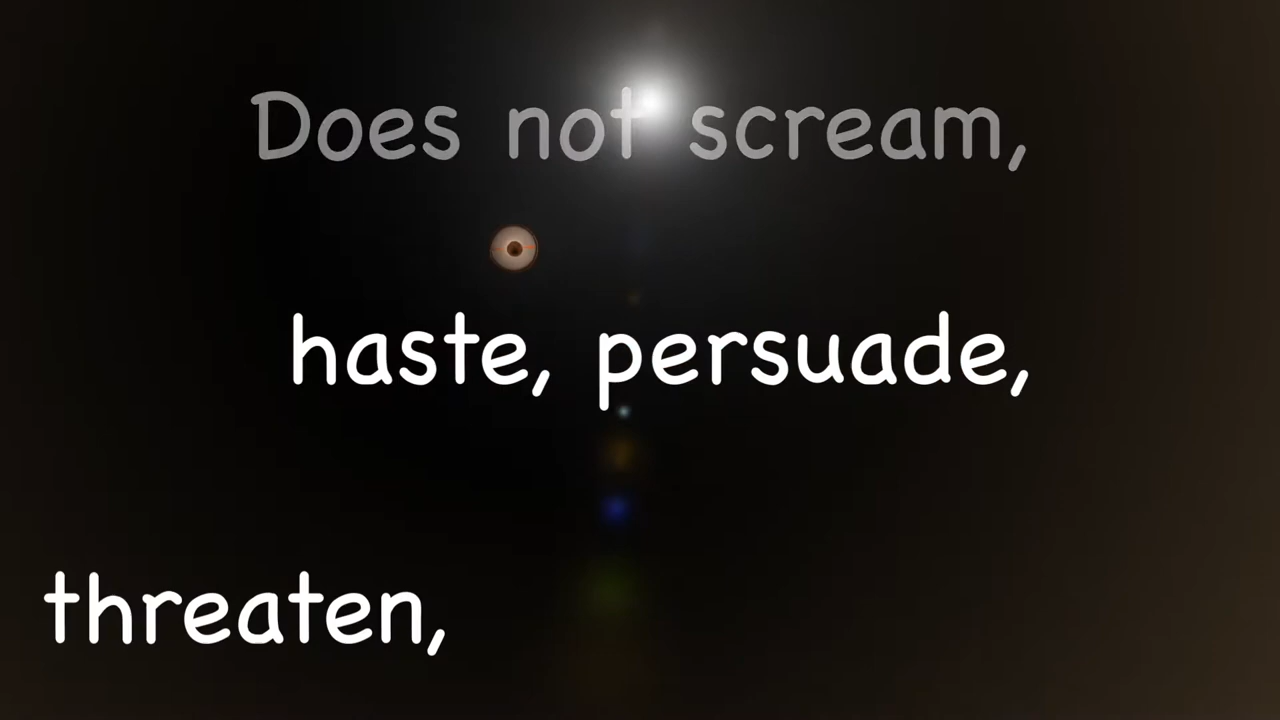 Does not scream,
haste, persuade,
threaten,